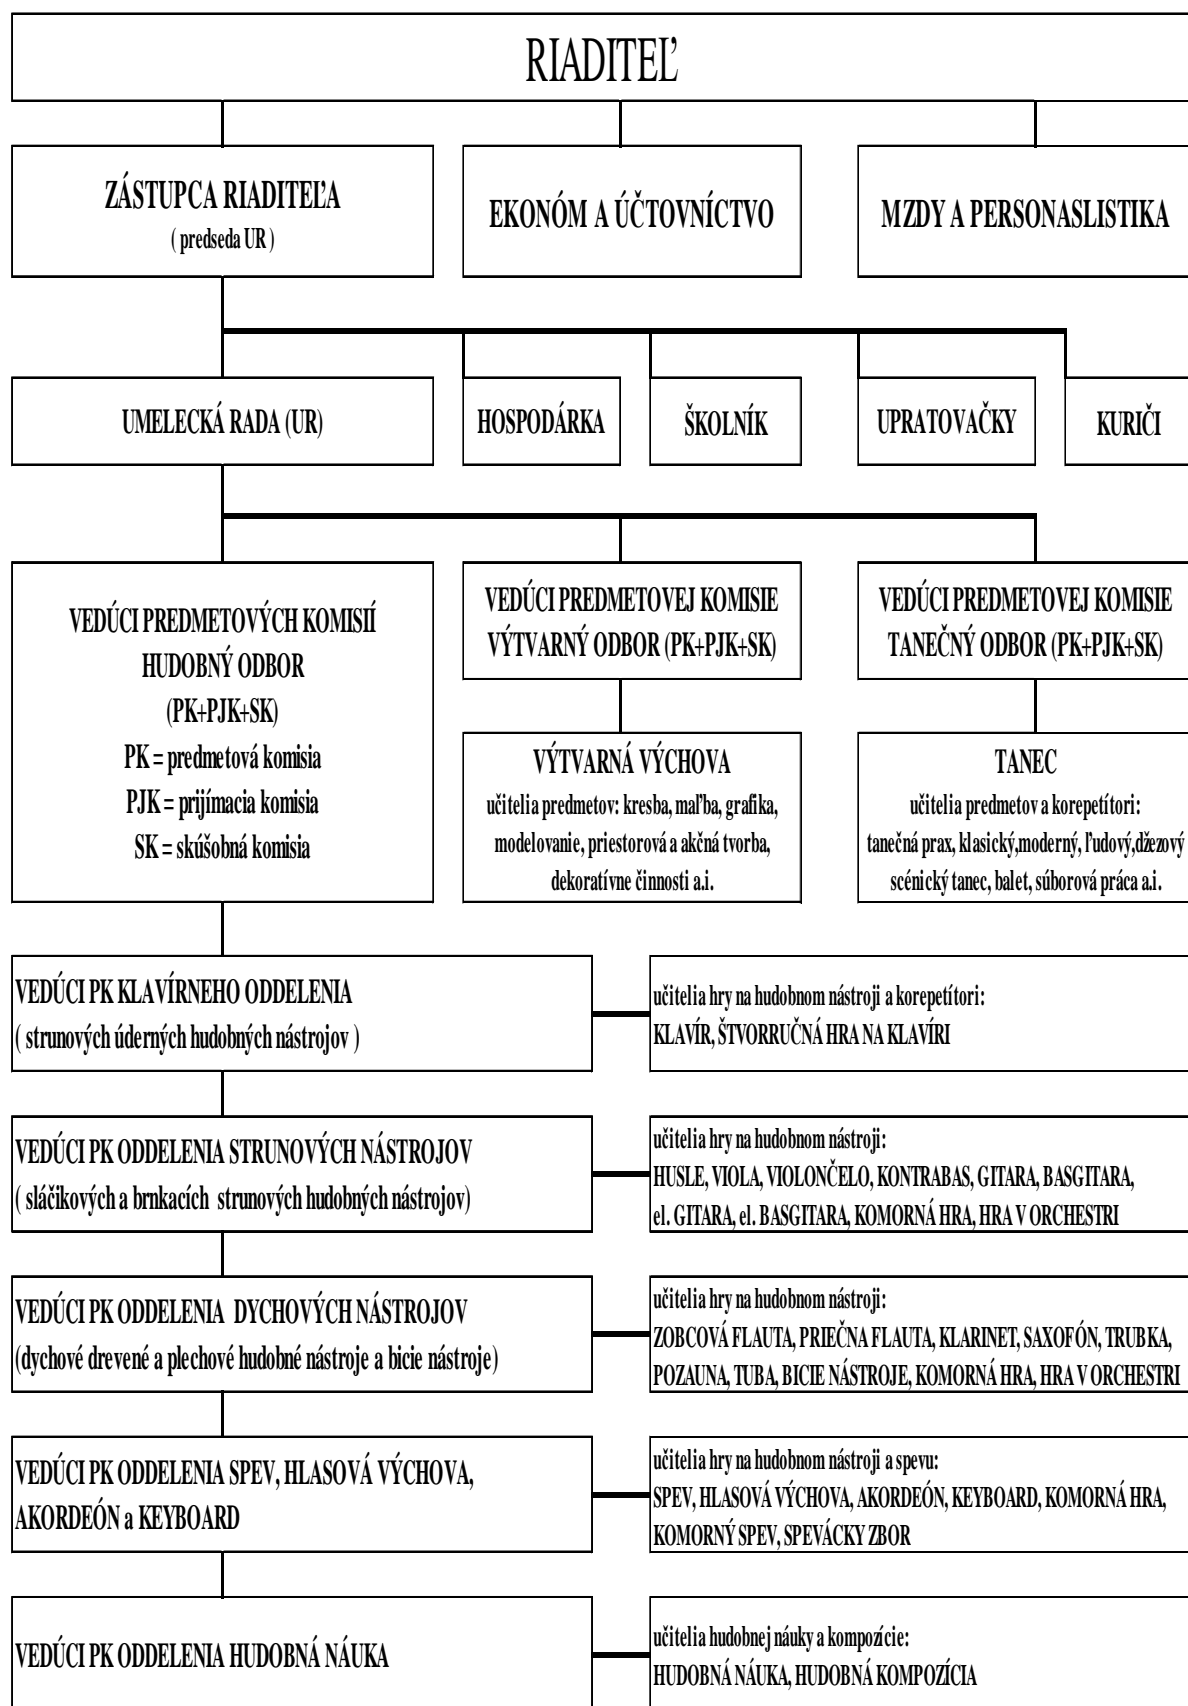 RIADITEĽ
ZÁSTUPCA RIADITEĽA
( predseda UR )
EKONÓM A ÚČTOVNÍCTVO
MZDY A PERSONASLISTIKA
UMELECKÁ RADA (UR)
HOSPODÁRKA
ŠKOLNÍK
UPRATOVAČKY
KURIČI
VEDÚCI PREDMETOVÝCH KOMISIÍ
HUDOBNÝ ODBOR
(PK+PJK+SK)
PK = predmetová komisia
PJK = prijímacia komisia
SK = skúšobná komisia
VEDÚCI PREDMETOVEJ KOMISIE
VÝTVARNÝ ODBOR (PK+PJK+SK)
VEDÚCI PREDMETOVEJ KOMISIE
TANEČNÝ ODBOR (PK+PJK+SK)
VÝTVARNÁ VÝCHOVA
učitelia predmetov: kresba, maľba, grafika,
modelovanie, priestorová a akčná tvorba,
dekoratívne činnosti a.i.
TANEC
učitelia predmetov a korepetítori:
tanečná prax, klasický,moderný, ľudový,džezový
scénický tanec, balet, súborová práca a.i.
VEDÚCI PK KLAVÍRNEHO ODDELENIA
( strunových úderných hudobných nástrojov )
učitelia hry na hudobnom nástroji a korepetítori:
KLAVÍR, ŠTVORRUČNÁ HRA NA KLAVÍRI
VEDÚCI PK ODDELENIA STRUNOVÝCH NÁSTROJOV
( sláčikových a brnkacích strunových hudobných nástrojov)
učitelia hry na hudobnom nástroji:
HUSLE, VIOLA, VIOLONČELO, KONTRABAS, GITARA, BASGITARA,
el. GITARA, el. BASGITARA, KOMORNÁ HRA, HRA V ORCHESTRI
VEDÚCI PK ODDELENIA DYCHOVÝCH NÁSTROJOV
(dychové drevené a plechové hudobné nástroje a bicie nástroje)
učitelia hry na hudobnom nástroji:
ZOBCOVÁ FLAUTA, PRIEČNA FLAUTA, KLARINET, SAXOFÓN, TRUBKA,
POZAUNA, TUBA, BICIE NÁSTROJE, KOMORNÁ HRA, HRA V ORCHESTRI
VEDÚCI PK ODDELENIA SPEV, HLASOVÁ VÝCHOVA,
AKORDEÓN a KEYBOARD
učitelia hry na hudobnom nástroji a spevu:
SPEV, HLASOVÁ VÝCHOVA, AKORDEÓN, KEYBOARD, KOMORNÁ HRA,
KOMORNÝ SPEV, SPEVÁCKY ZBOR
VEDÚCI PK ODDELENIA HUDOBNÁ NÁUKA
učitelia hudobnej náuky a kompozície:
HUDOBNÁ NÁUKA, HUDOBNÁ KOMPOZÍCIA